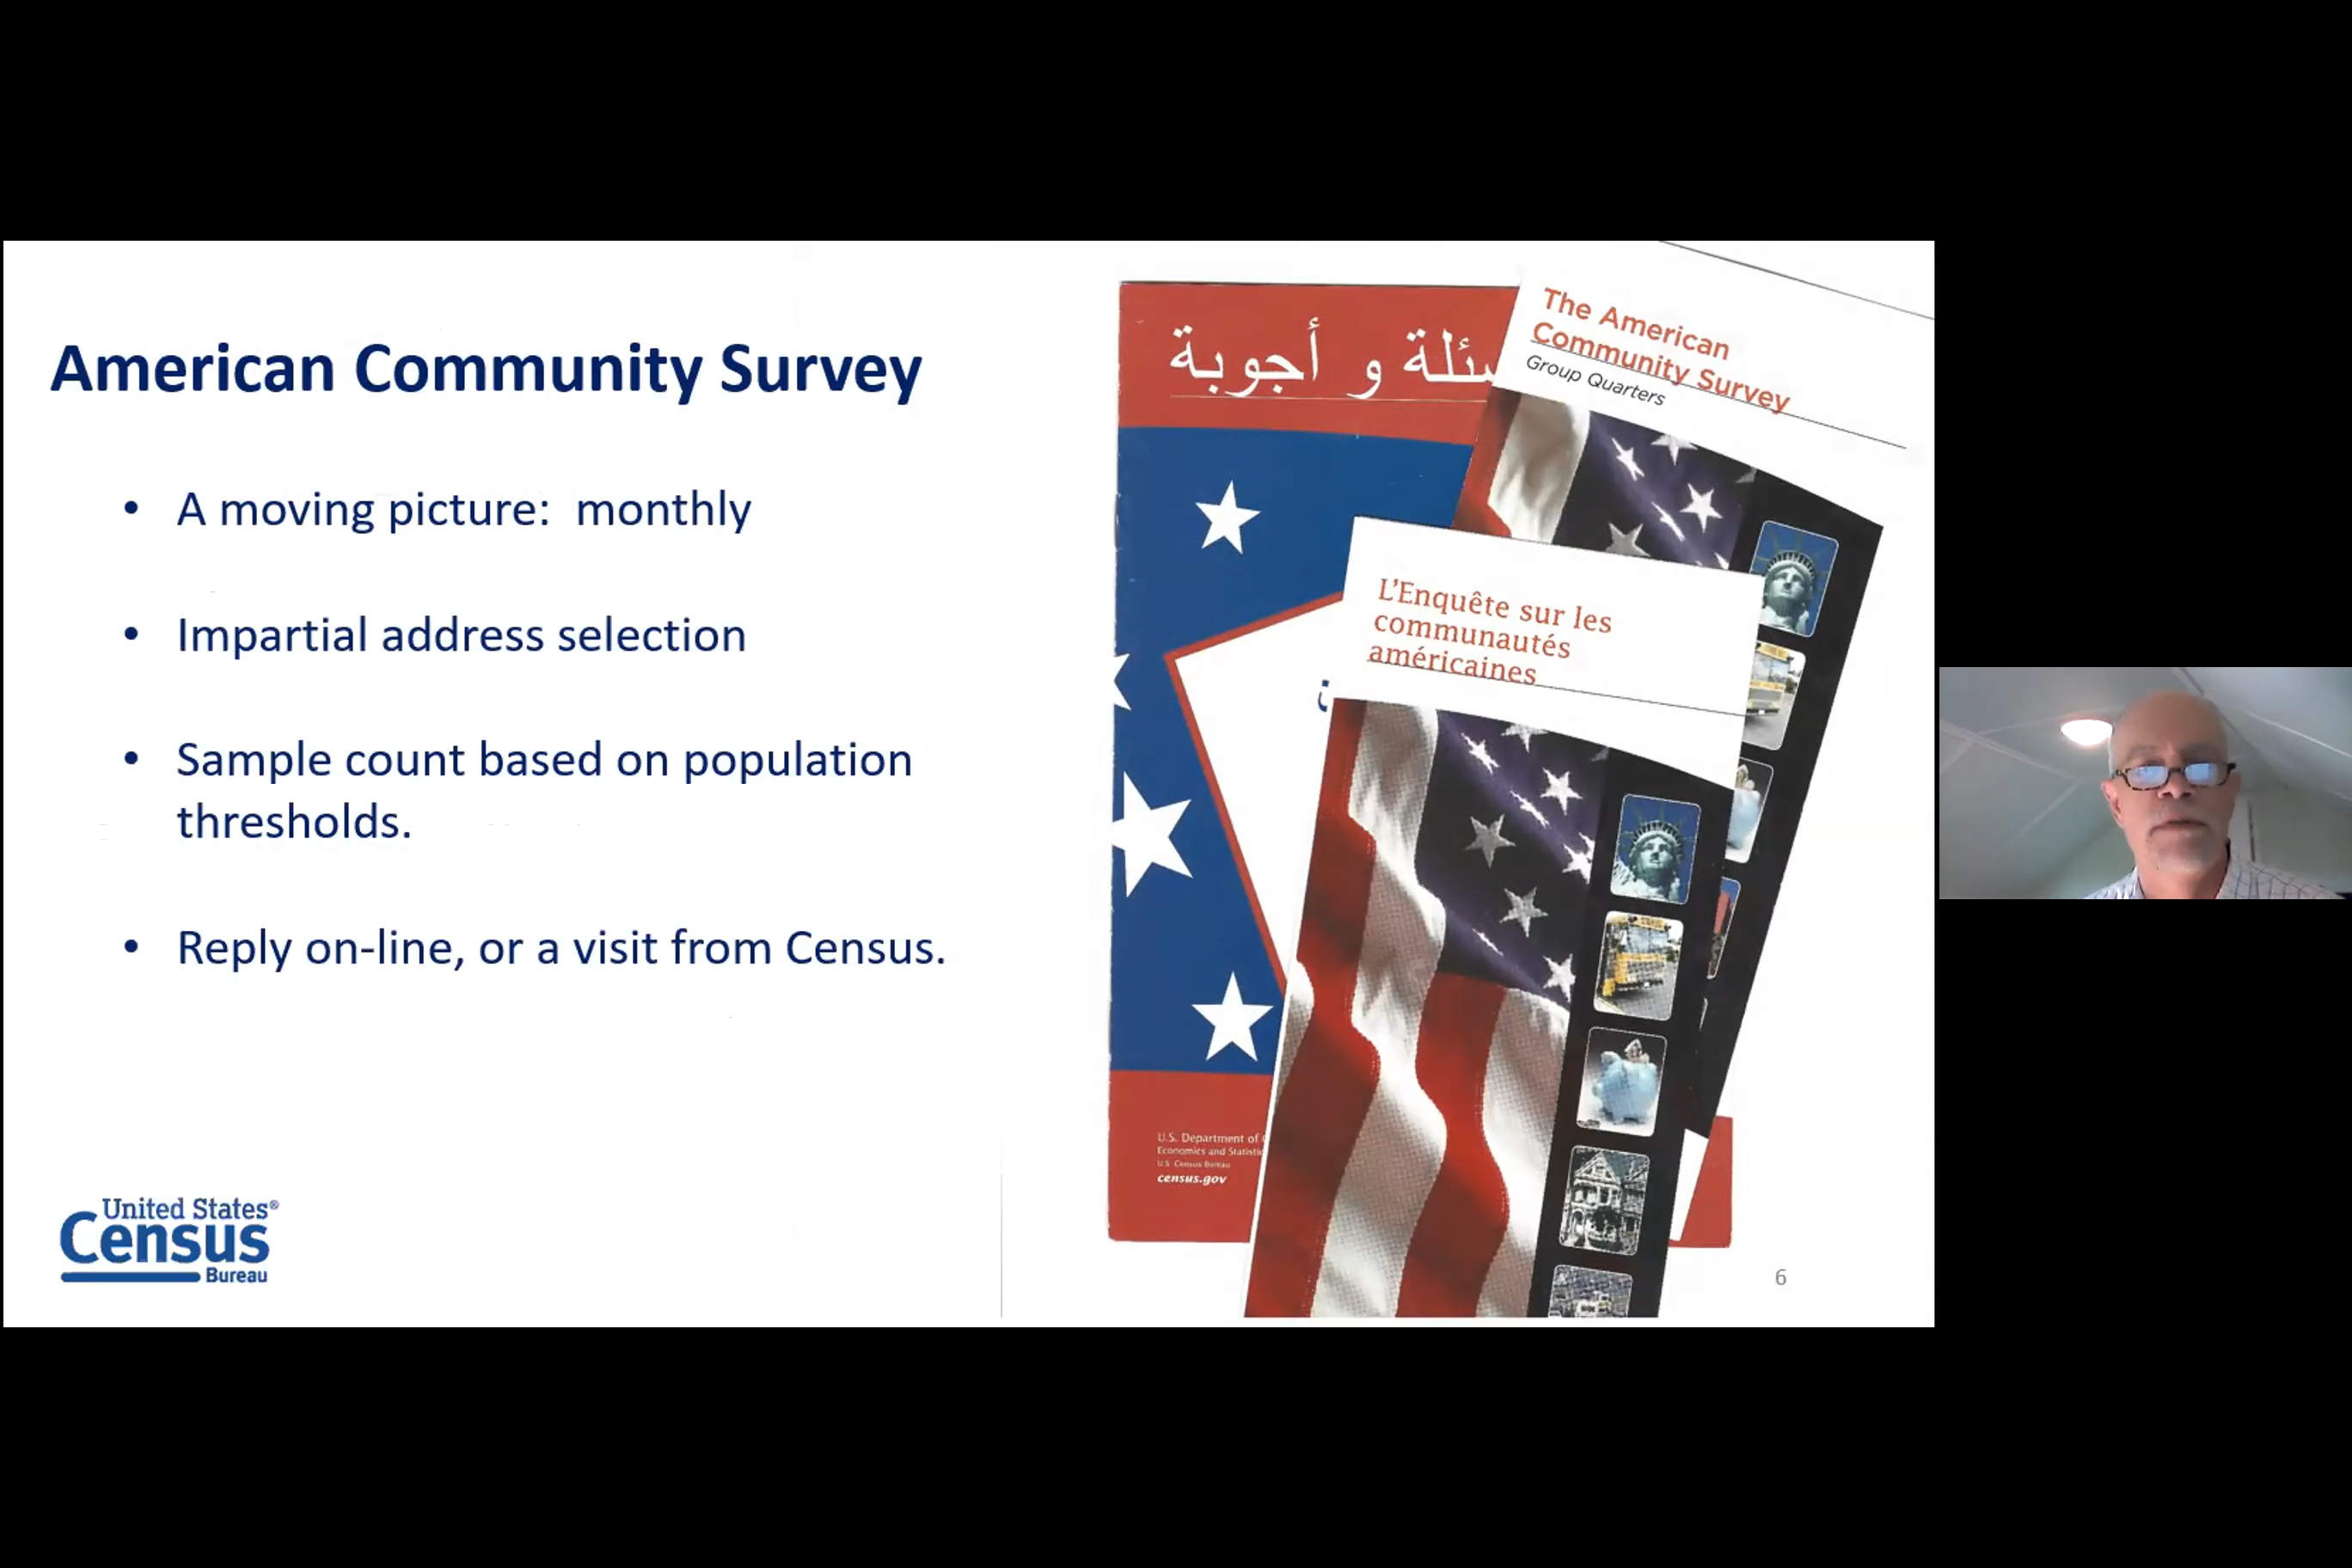 American Community Survey
• A moving picture:  monthly
• Impartial address selection
• Sample count based on population
thresholds.
• Reply on-line, or a visit from Census.
United States®
Census
Bureau
و أجوبة
The American
Community Survey
Group Quarters
L'Enquête sur les
communautés
américaines
U.S. Department of
Economics and
U.S. Census Bureau
census.gov
6